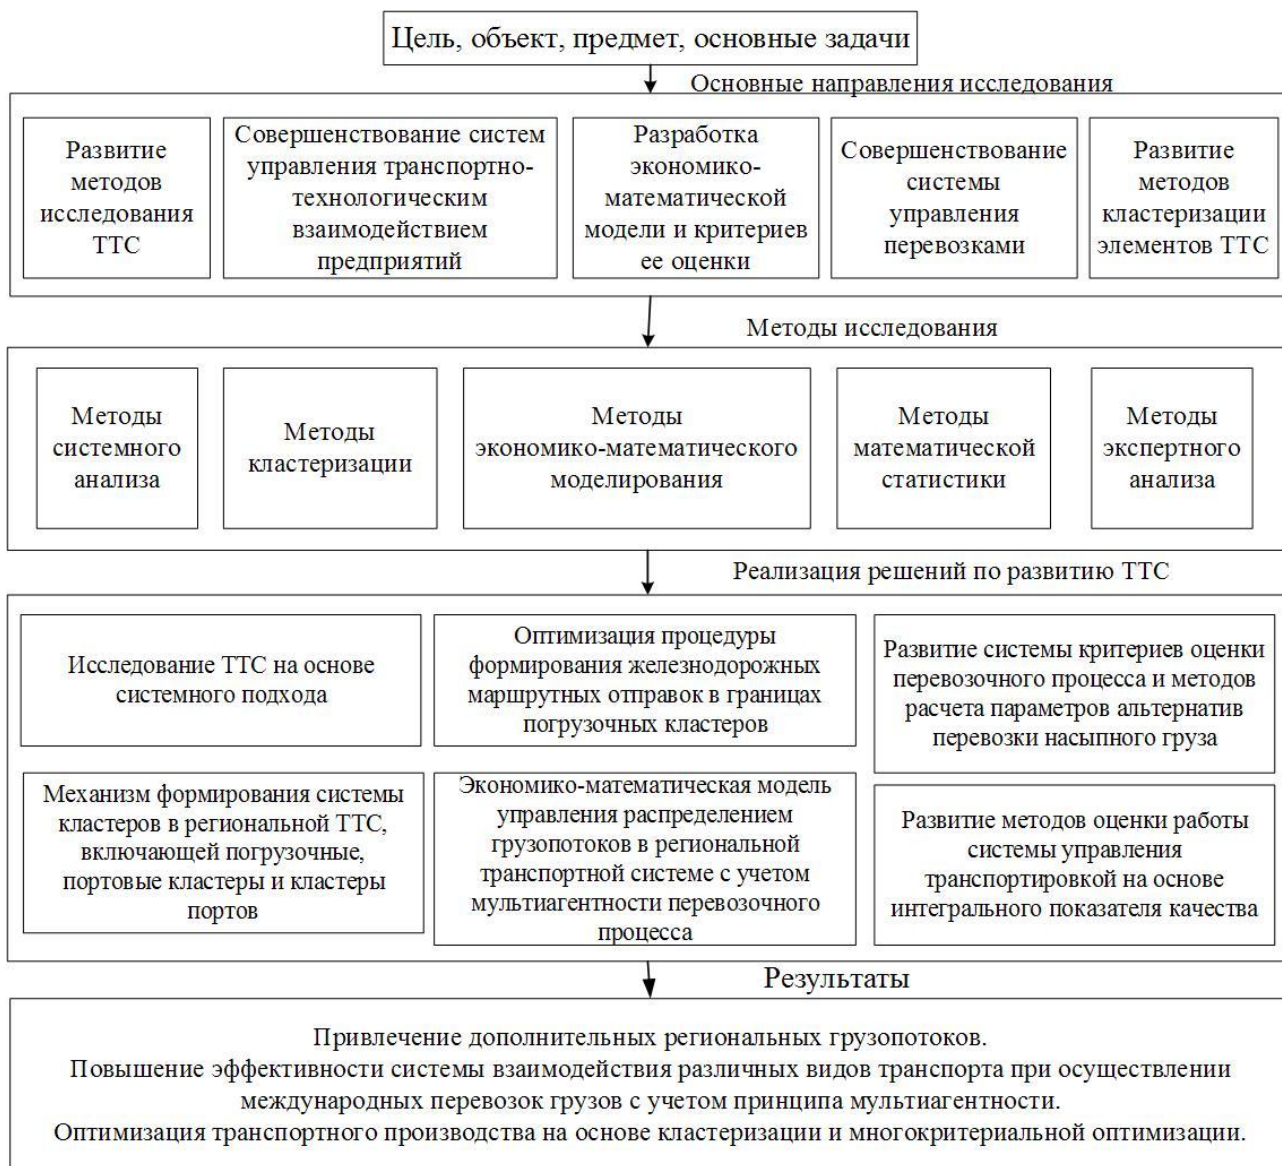 Цель, объект, предмет, основные задачи
Основные направления исследования
Развитие
методов
исследования
ТТС
Совершенствование систем
управления транспортно-
технологическим
взаимодействием
предприятий
Разработка
экономико-
математической
модели и критериев
ее оценки
Совершенствование
системы
управления
перевозками
Развитие
методов
кластеризации
элементов ТТС
Методы исследования
Методы
системного
анализа
Методы
кластеризации
Методы
экономико-математического
моделирования
Методы
математической
статистики
Методы
экспертного
анализа
Реализация решений по развитию ТТС
Исследование ТТС на основе
системного подхода
Оптимизация процедуры
формирования железнодорожных
маршрутных отправок в границах
погрузочных кластеров
Развитие системы критериев оценки
перевозочного процесса и методов
расчета параметров альтернатив
перевозки насыпного груза
Механизм формирования системы
кластеров в региональной ТТС,
включающей погрузочные,
портовые кластеры и кластеры
портов
Экономико-математическая модель
управления распределением
грузопотоков в региональной
транспортной системе с учетом
мультиагентности перевозочного
процесса
Развитие методов оценки работы
системы управления
транспортировкой на основе
интегрального показателя качества
Результаты
Привлечение дополнительных региональных грузопотоков.
Повышение эффективности системы взаимодействия различных видов транспорта при осуществлении
международных перевозок грузов с учетом принципа мультиагентности.
Оптимизация транспортного производства на основе кластеризации и многокритериальной оптимизации.